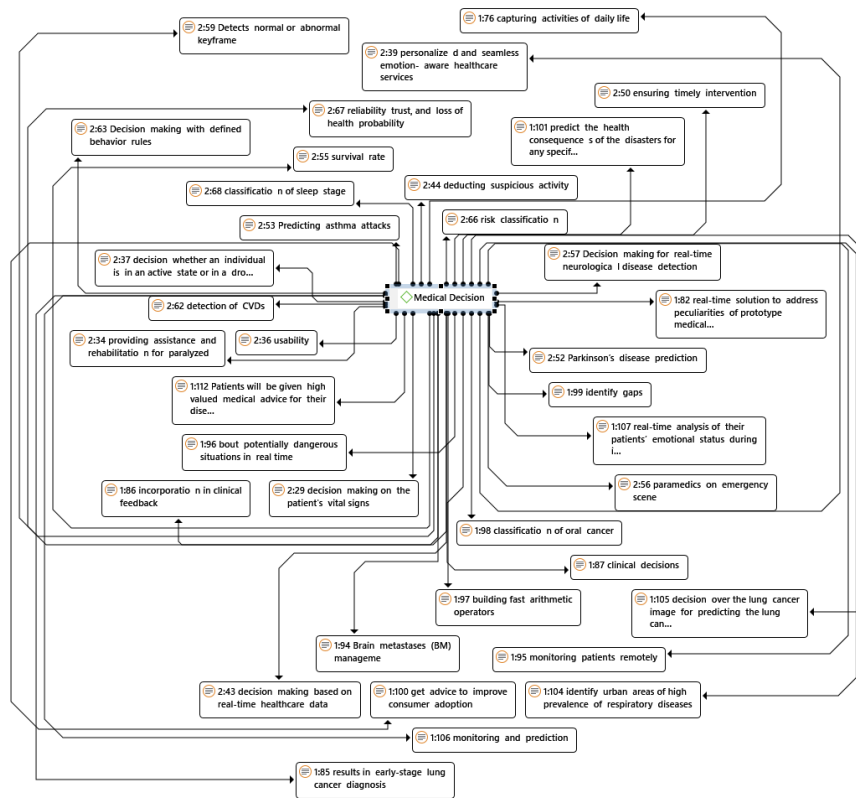 1:76 capturing activities of daily life
2:59 Detects normal or abnormal
keyframe
2:39 personalize d and seamless
emotion- aware healthcare
services
2:50 ensuring timely intervention
2:67 reliability trust, and loss of
health probability
1:101 predict the health
consequence s of the disasters for
any specif...
2:63 Decision making with defined
behavior rules
2:55 survival rate
2:44 deducting suspicious activity
2:68 classificatio n of sleep stage
2:66 risk classificatio n
2:53 Predicting asthma attacks
2:57 Decision making for real-time
neurologica l disease detection
2:37 decision whether an individual
is in an active state or in a dro...
Medical Decision
1:82 real-time solution to address
peculiarities of prototype
medical...
2:62 detection of CVDs
2:34 providing assistance and
rehabilitatio n for paralyzed
2:36 usability
2:52 Parkinson's disease prediction
1:112 Patients will be given high
valued medical advice for their
dise...
1:99 identify gaps
1:107 real-time analysis of their
patients' emotional status during
i...
1:96 bout potentially dangerous
situations in real time
1:86 incorporatio n in clinical
feedback
2:29 decision making on the
patient's vital signs
2:56 paramedics on emergency
scene
1:98 classificatio n of oral cancer
1:87 clinical decisions
1:97 building fast arithmetic
operators
1:105 decision over the lung cancer
image for predicting the lung
can...
1:94 Brain metastases (BM)
manageme
1:95 monitoring patients remotely
2:43 decision making based on
real-time healthcare data
1:100 get advice to improve
consumer adoption
1:104 identify urban areas of high
prevalence of respiratory diseases
1:106 monitoring and prediction
1:85 results in early-stage lung
cancer diagnosis